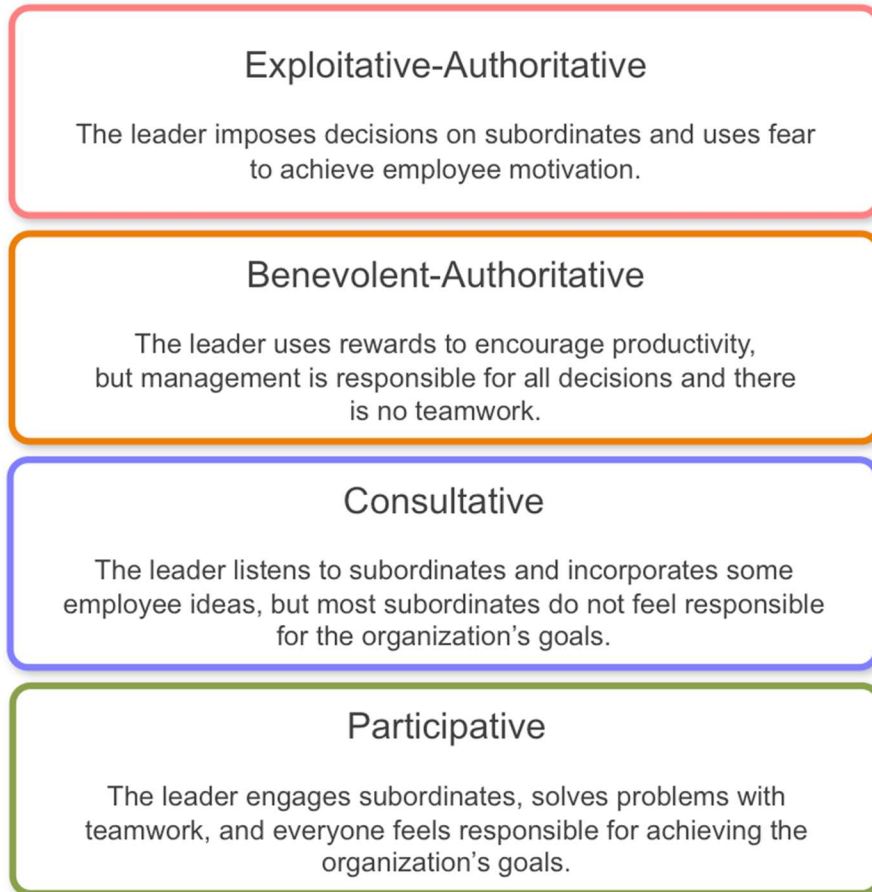 Exploitative-Authoritative
The leader imposes decisions on subordinates and uses fear
to achieve employee motivation.
Benevolent-Authoritative
The leader uses rewards to encourage productivity,
but management is responsible for all decisions and there
is no teamwork.
Consultative
The leader listens to subordinates and incorporates some
employee ideas, but most subordinates do not feel responsible
for the organization’s goals.
Participative
The leader engages subordinates, solves problems with
teamwork, and everyone feels responsible for achieving the
organization’s goals.